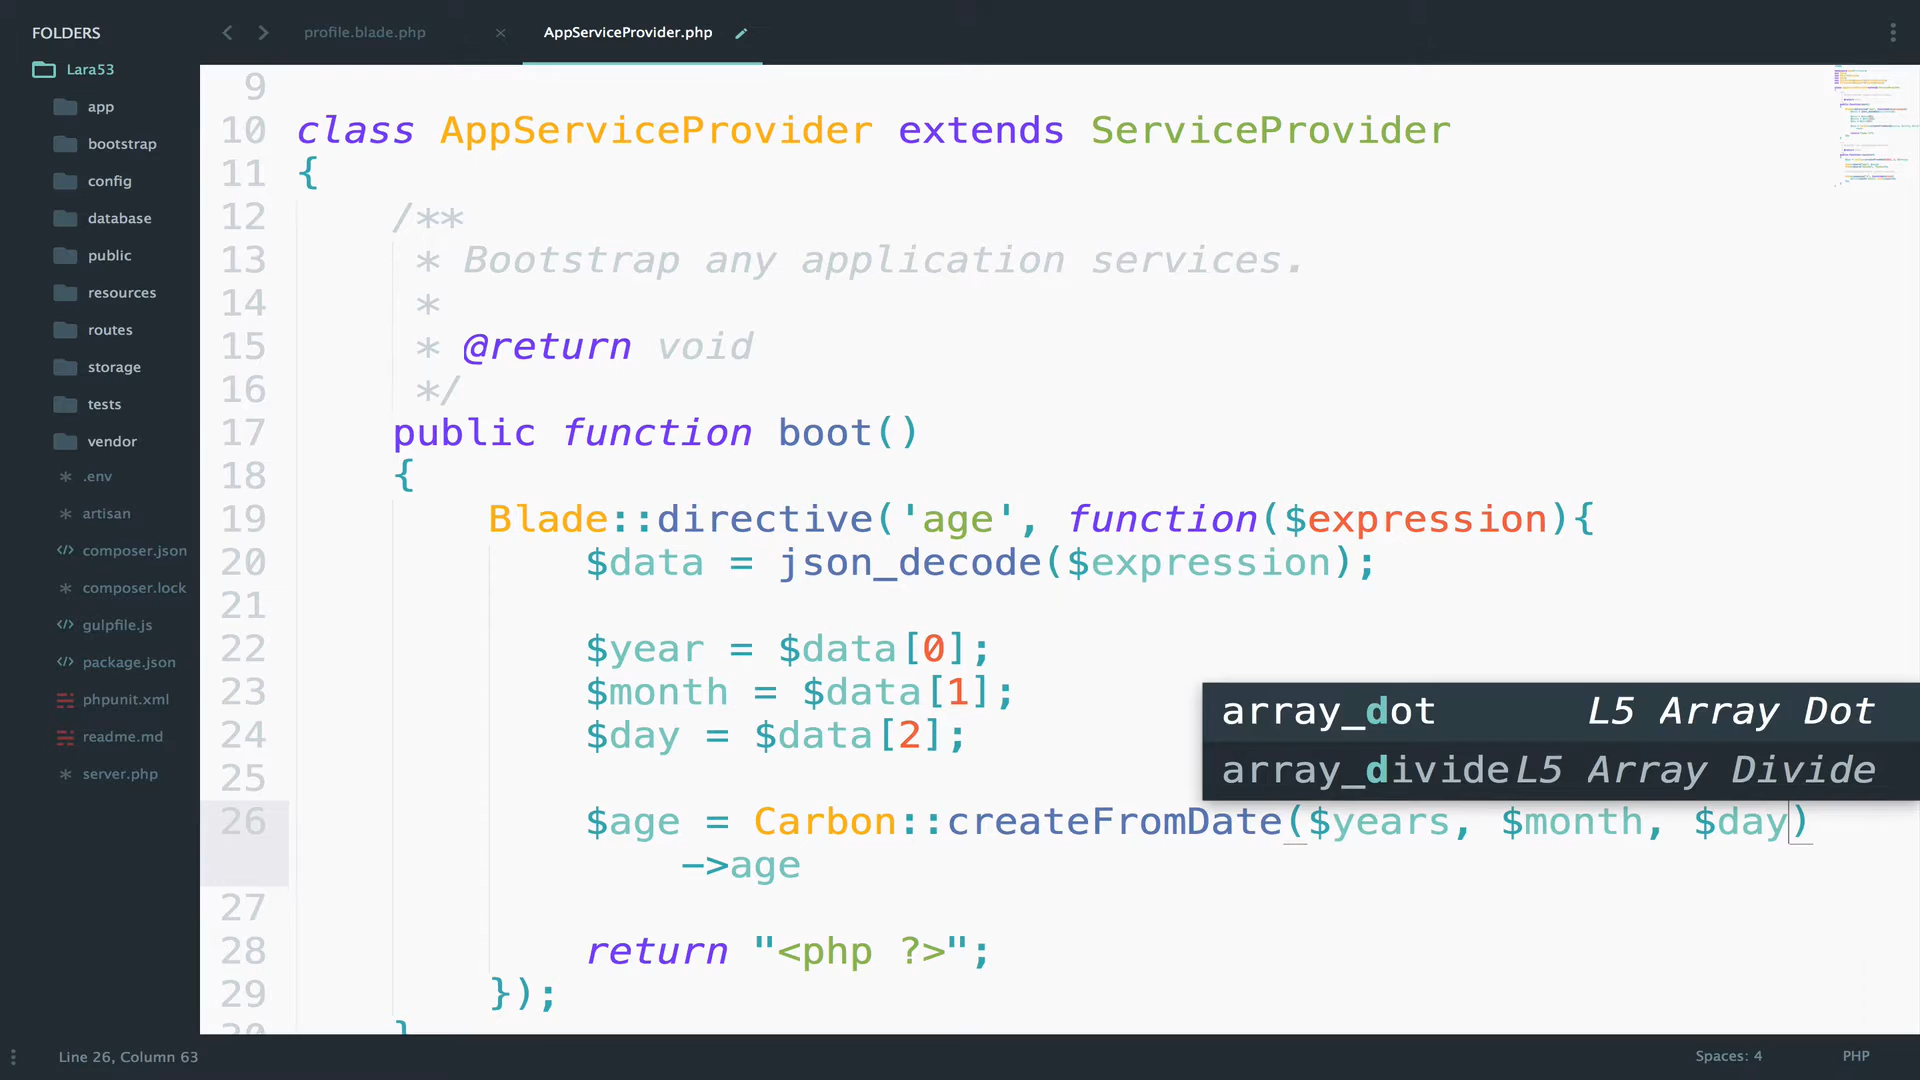 FOLDERS
Lara53
app
bootstrap
config
database
public
resources
routes
storage
tests
vendor
.env
artisan
composer.json
composer.lock
gulpfile.js
package.json
phpunit.xml
readme.md
server.php
profile.blade.php
AppServiceProvider.php
9
10 class AppServiceProvider extends ServiceProvider
11 {
12 /**
13 * Bootstrap any application services.
14 *
15 * @return void
16 */
17 public function boot()
18 {
19 Blade::directive('age', function($expression){
20 $data = json_decode($expression);
21
22 $year = $data[0];
23 $month = $data[1];
24 $day = $data[2];
25
array_dot L5 Array Dot
array_divide L5 Array Divide
26 $age = Carbon::createFromDate($years, $month, $day)
->age
27
28 return "<php ?>";
29 });
30 }
Line 26, Column 63
Spaces: 4
PHP